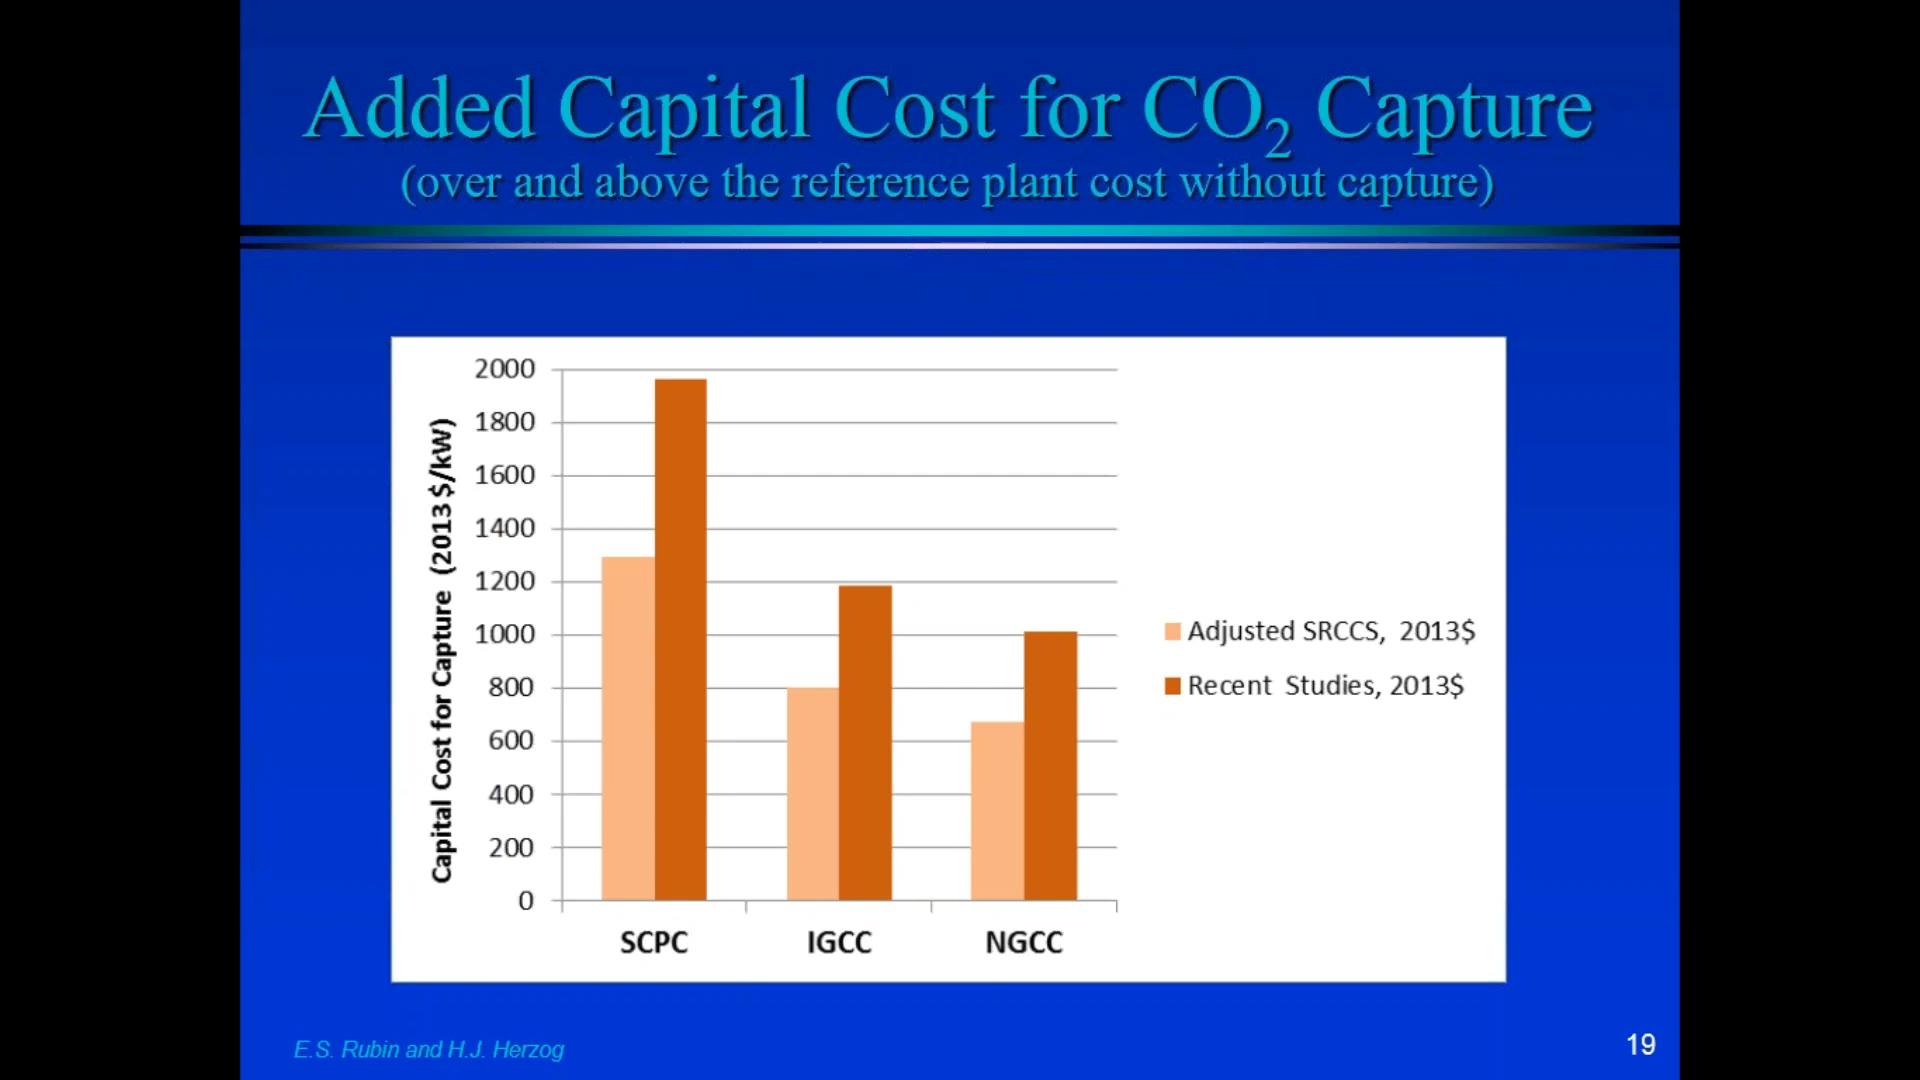 Added Capital Cost for CO₂ Capture
(over and above the reference plant cost without capture)
Capital Cost for Capture (2013 $/kW)
2000
1800
1600
1400
1200
1000
800
600
400
200
0
SCPC IGCC NGCC
Adjusted SRCCS, 2013$
Recent Studies, 2013$
E.S. Rubin and H.J. Herzog
19